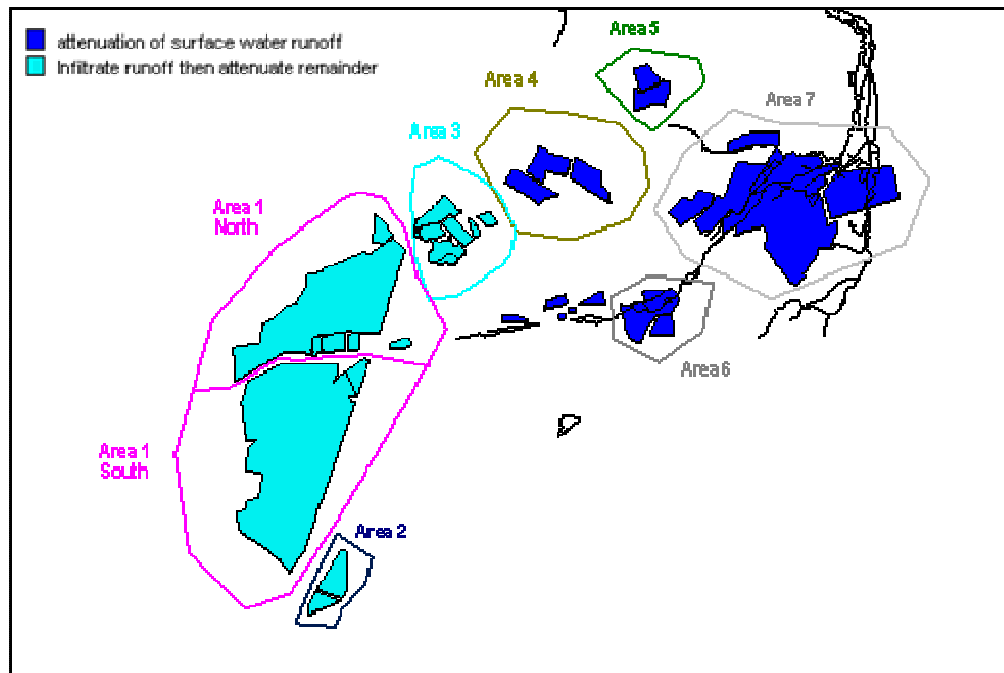 attenuation of surface water runoff
Infiltrate runoff then attenuate remainder
Area 5
Area 4
Area 7
Area 3
Area 1
North
Area 6
Area 1
South
Area 2